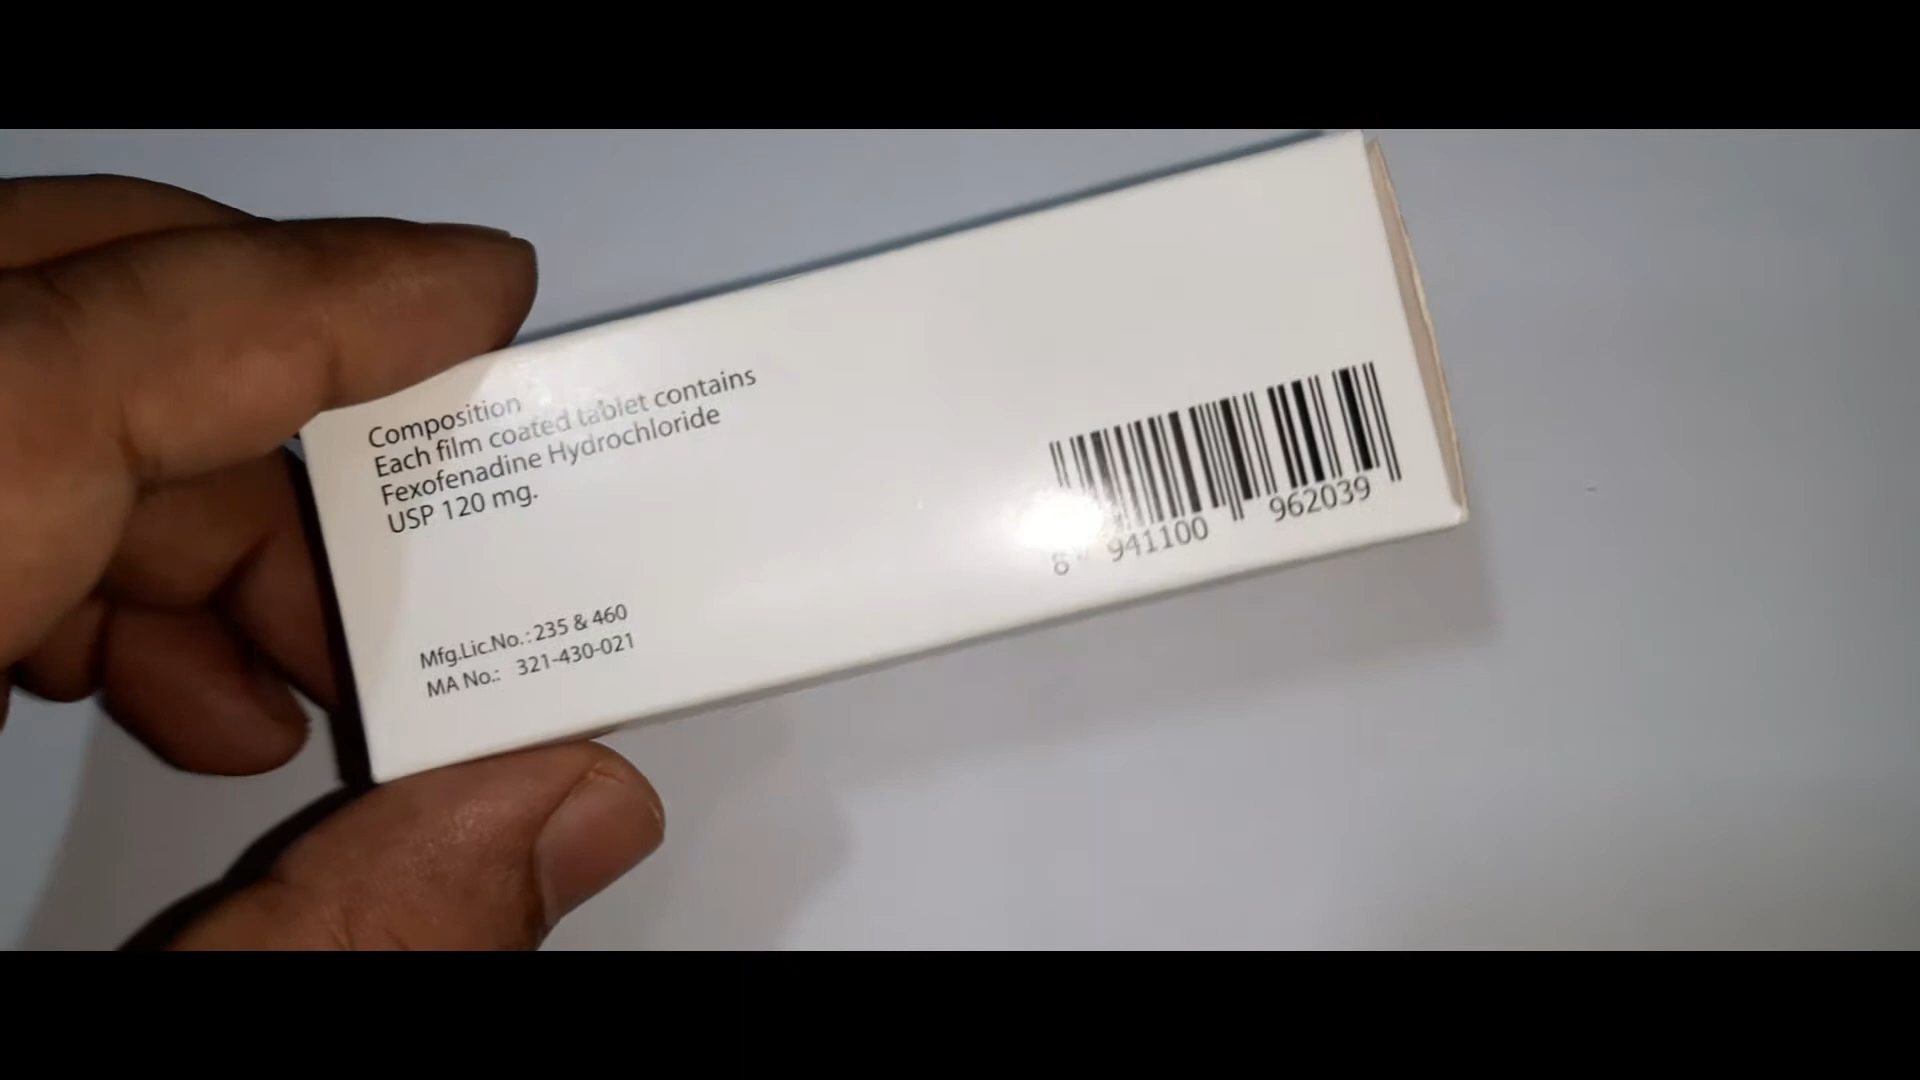 Composition
Each film coated tablet contains
Fexofenadine Hydrochloride
USP 120 mg.
Mfg.Lic.No.: 235 & 460
MA No.: 321-430-021
8 941100 962039